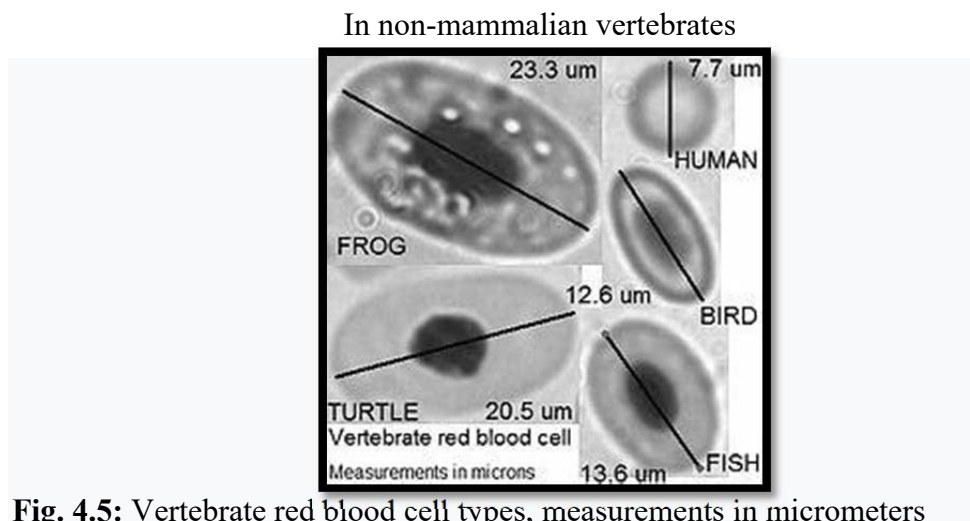 In non-mammalian vertebrates
23.3 um
7.7 um
HUMAN
FROG
12.6 um
BIRD
TURTLE
20.5 um
Vertebrate red blood cell
Measurements in microns
13.6 um
FISH
Fig. 4.5: Vertebrate red blood cell types, measurements in micrometers